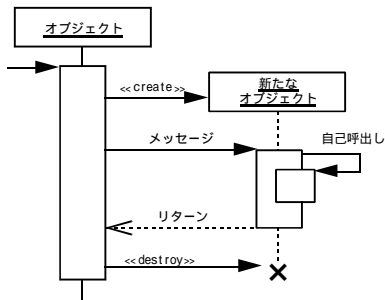 オブジェクト
<<create>>
新たな
オブジェクト
メッセージ
自己呼出し
リターン
<<destroy>>